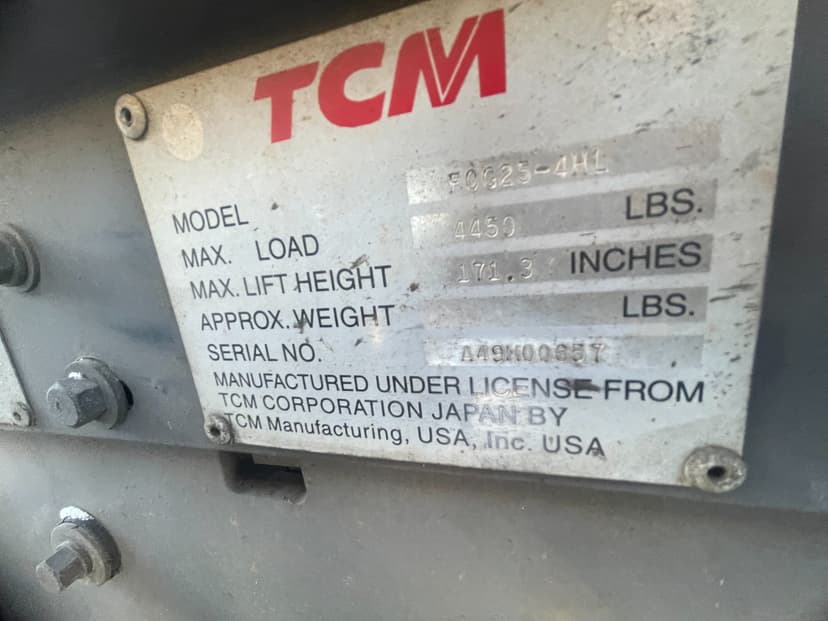 TCM
MODEL FCG25-4H1
MAX. LOAD 4450 LBS.
MAX. LIFT HEIGHT 171.3 INCHES
APPROX. WEIGHT LBS.
SERIAL NO.
MANUFACTURED UNDER LICENSE FROM
TCM CORPORATION JAPAN BY
TCM Manufacturing, USA, Inc. USA